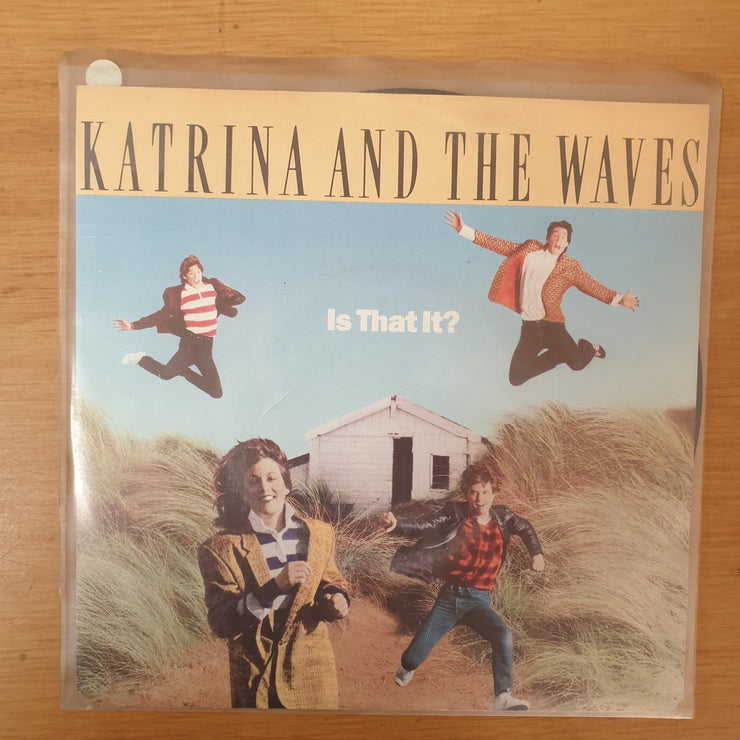 KATRINA AND THE WAVES
Is That It?